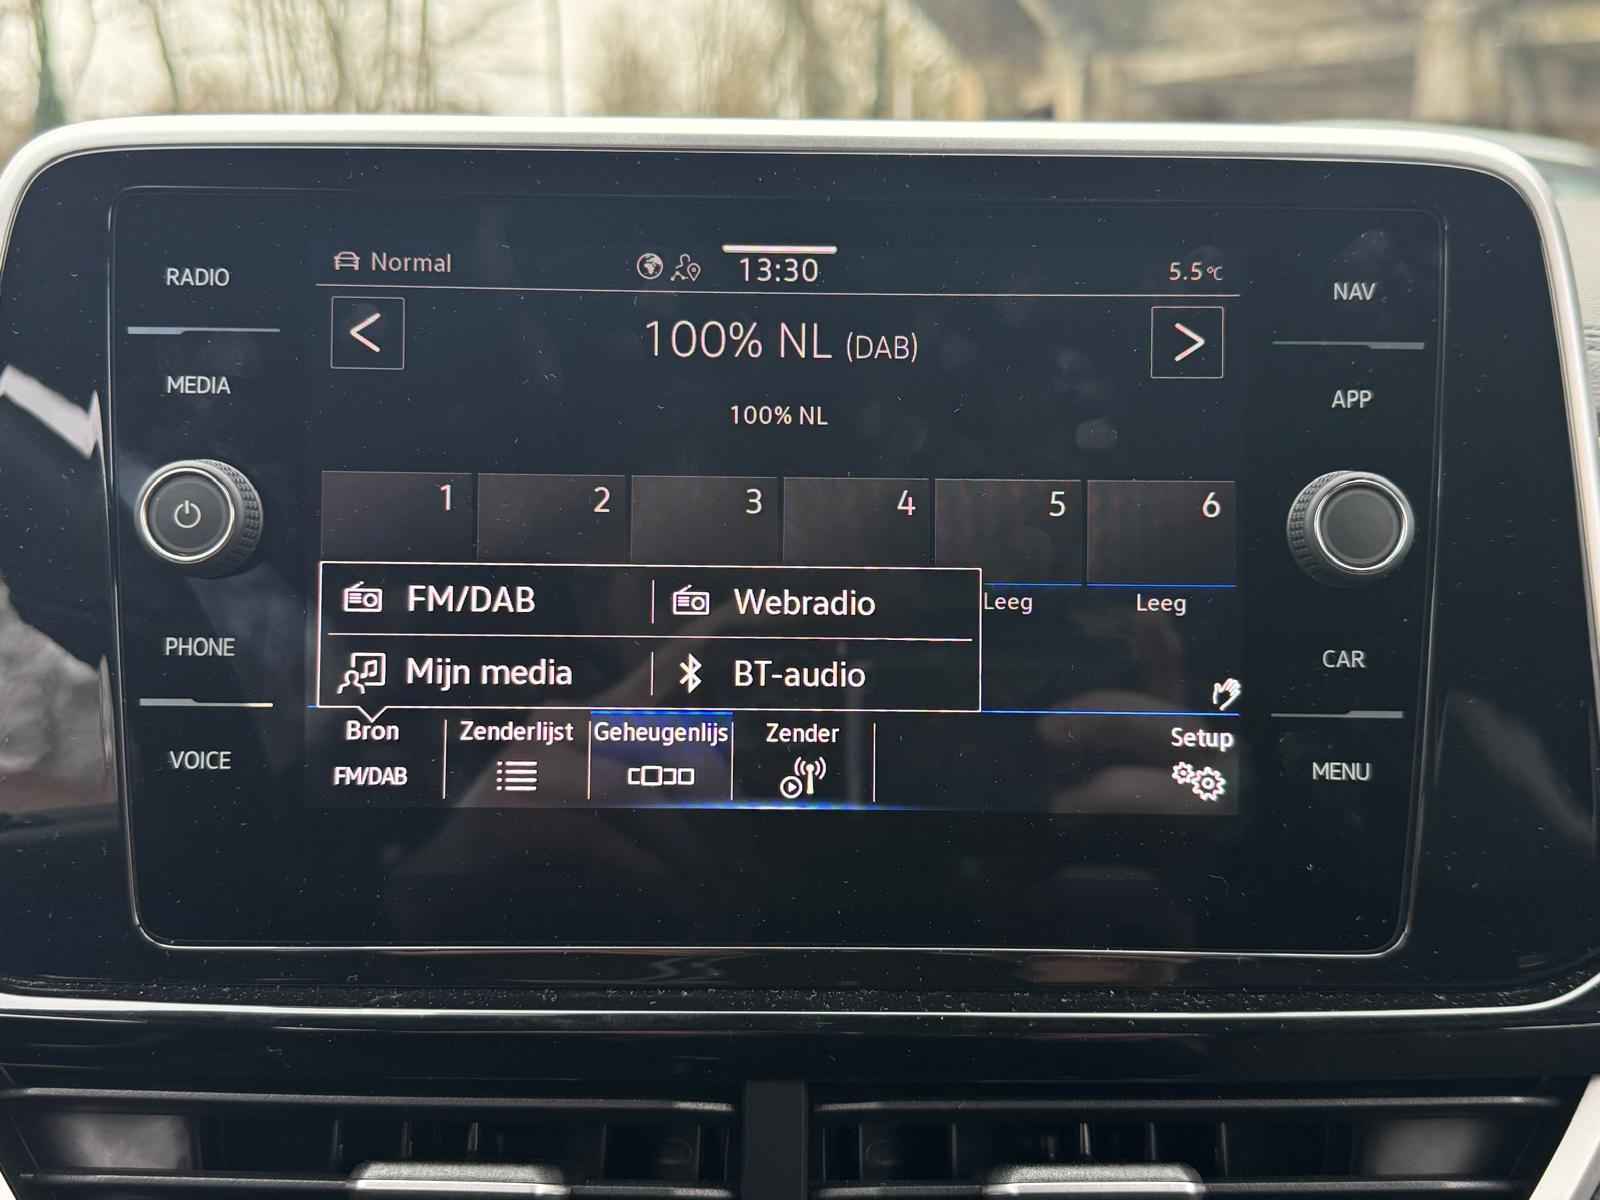 RADIO
MEDIA
PHONE
VOICE
Normal
13:30
5.5°C
<
100% NL (DAB)
>
100% NL
1 2 3 4 5 6
FM/DAB
Webradio
Leeg
Leeg
Mijn media
BT-audio
Bron
FM/DAB
Zenderlijst
Geheugenlijs
Zender
Setup
NAV
APP
CAR
MENU